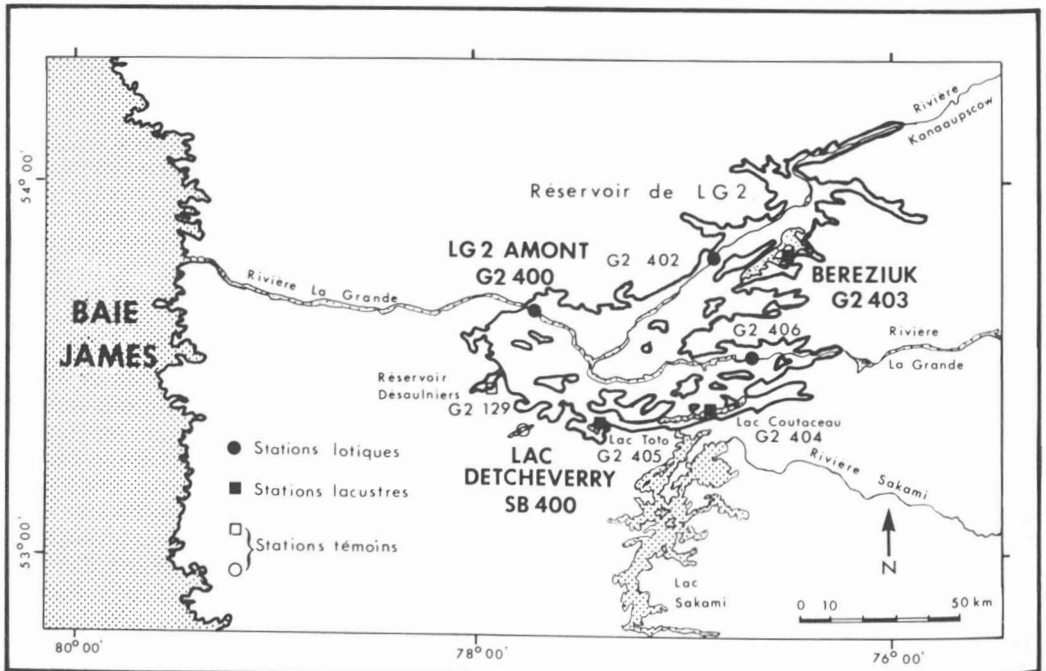 Rivière
Kanaaupscow
54° 00'
Réservoir de LG2
LG 2 AMONT
G2 400
G2 402
BEREZIUK
G2 403
Rivière La Grande
BAIE
JAMES
G2 406
Rivière
La Grande
Réservoir
Désaulniers
G2 129
Lac Toto
G2 405
Lac Coutaceau
G2 404
LAC
DETCHEVERRY
SB 400
Rivière Sakami
Stations lotiques
Stations lacustres
Stations témoins
53° 00'
Lac
Sakami
N
0 10 50 km
80° 00'
78° 00'
76° 00'